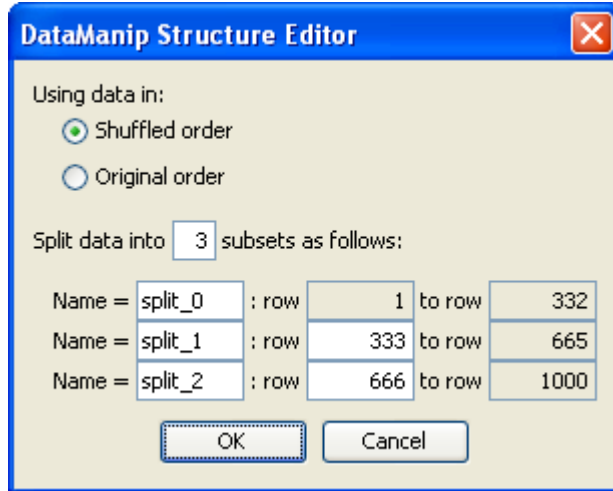 DataManip Structure Editor
Using data in:
Shuffled order
Original order
Split data into 3 subsets as follows:
Name = split_0 : row 1 to row 332
Name = split_1 : row 333 to row 665
Name = split_2 : row 666 to row 1000
OK Cancel